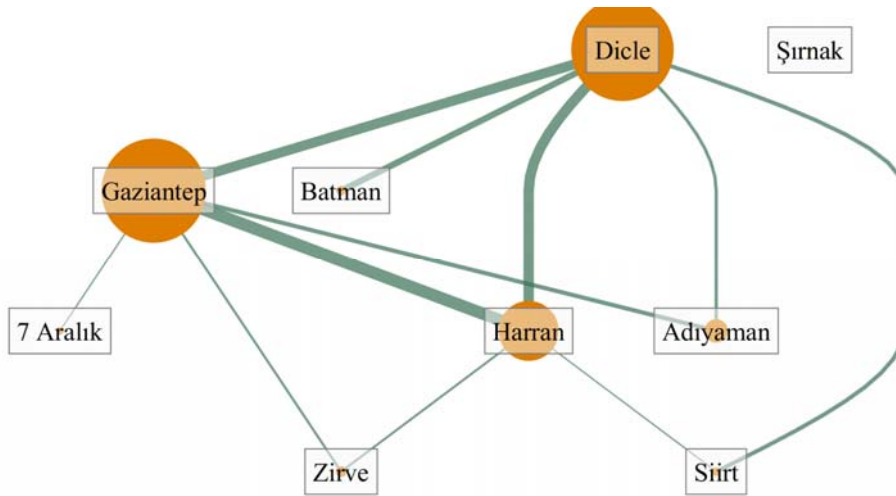 Dicle
Şırnak
Gaziantep
Batman
7 Aralık
Harran
Adıyaman
Zirve
Siirt